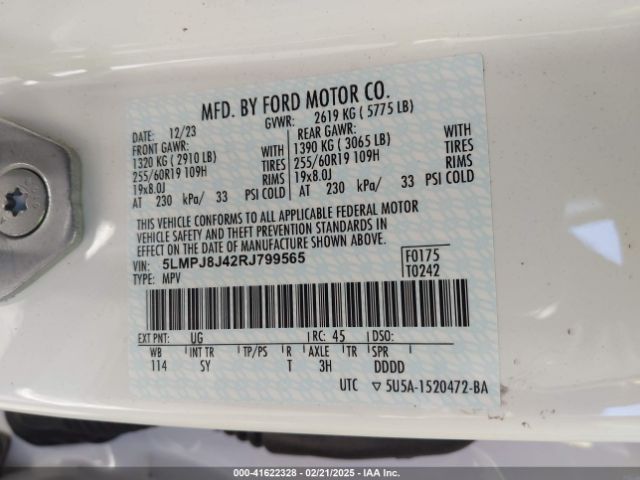 MFD. BY FORD MOTOR CO.
DATE: 12/23 GVWR: 2619 KG ( 5775 LB)
FRONT GAWR: REAR GAWR:
1320 KG ( 2910 LB) WITH 1390 KG ( 3065 LB) WITH
255/60R19 109H TIRES 255/60R19 109H TIRES
19x8.0J RIMS 19x8.0J RIMS
AT 230 kPa/ 33 PSI COLD AT 230 kPa/ 33 PSI COLD
THIS VEHICLE CONFORMS TO ALL APPLICABLE FEDERAL MOTOR
VEHICLE SAFETY AND THEFT PREVENTION STANDARDS IN
EFFECT ON THE DATE OF MANUFACTURE SHOWN ABOVE.
VIN: 5LMPJ8J42RJ799565 F0175
TYPE: MPV T0242
EXT PNT: UG RC: 45 DSO:
WB INT TR TP/PS R AXLE TR SPR
114 5Y T 3H DDDD
UTC ▽ 5U5A-1520472-BA
000-41622328 - 02/21/2025 - IAA Inc.